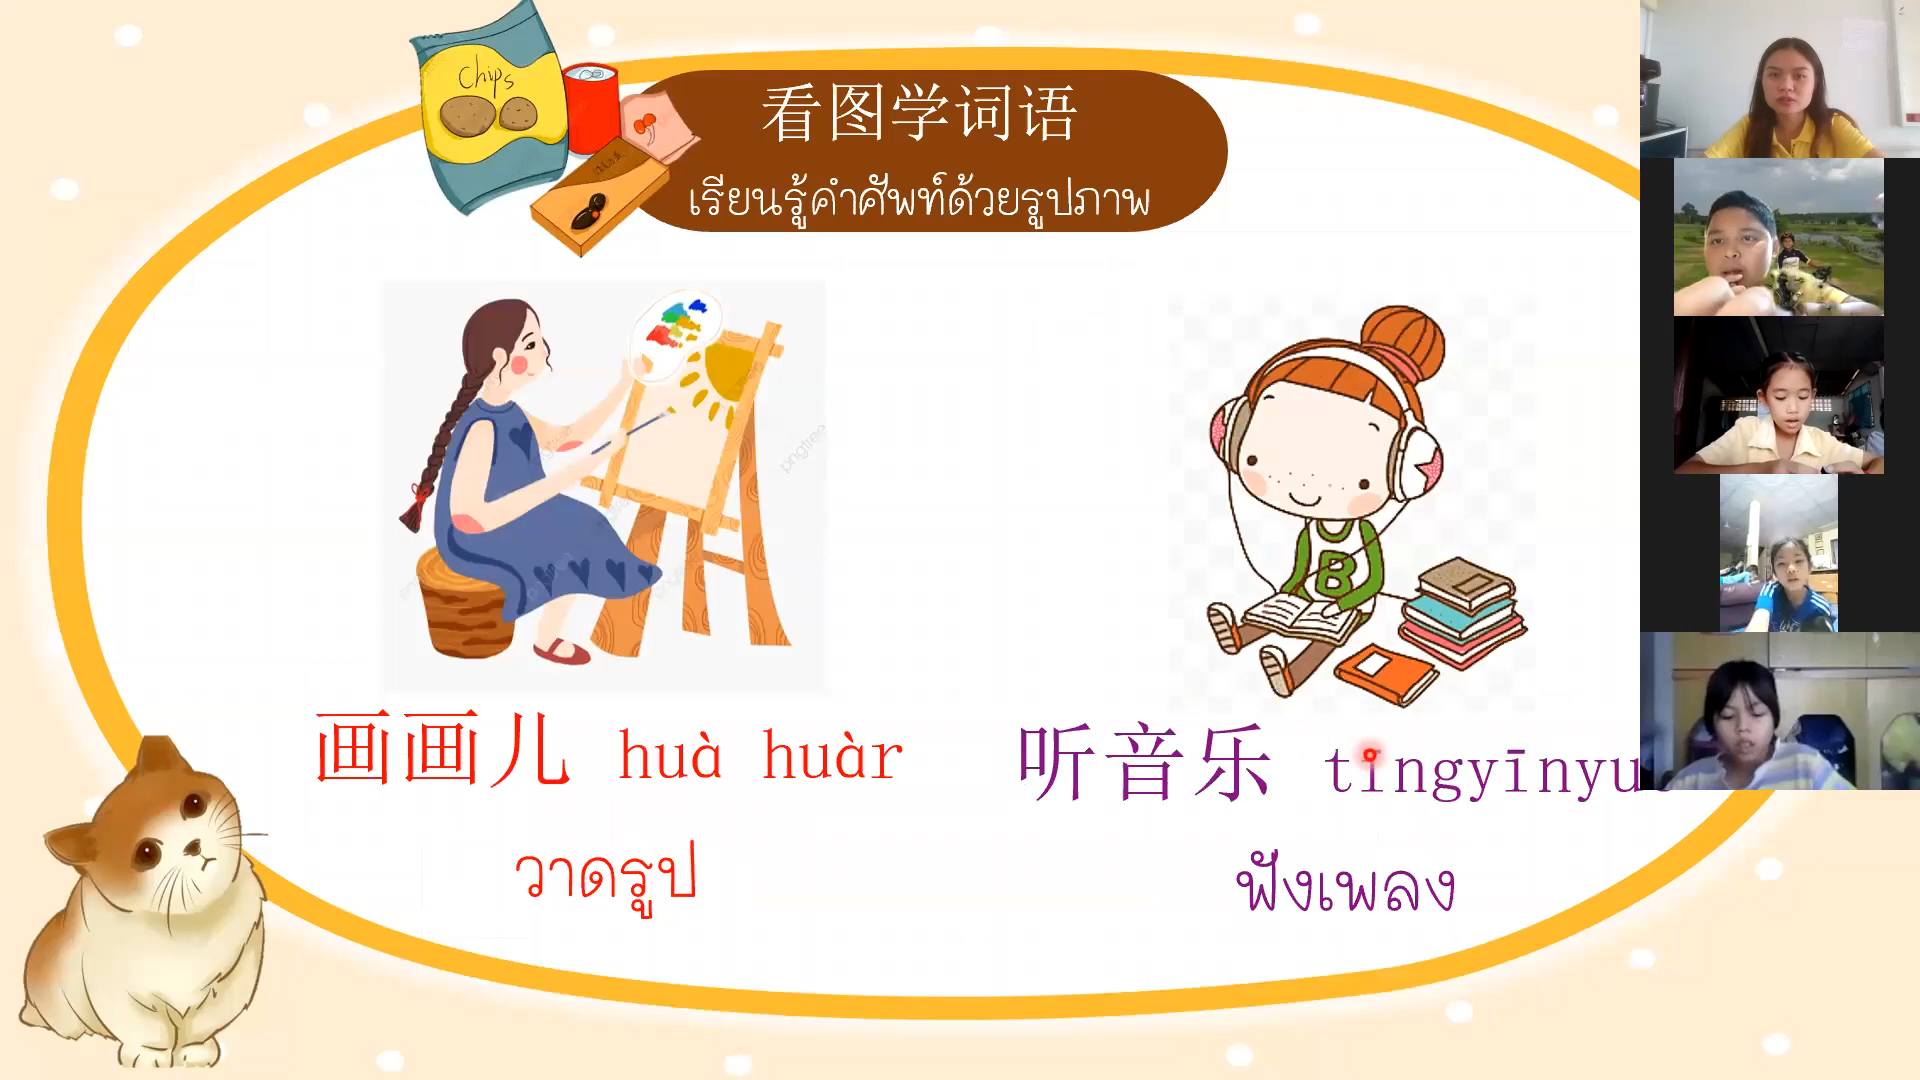 Chips
看图学词语
เรียนรู้คำศัพท์ด้วยรูปภาพ
pngtree
B
画画儿 huà huàr
听音乐 tīngyīnyu
วาดรูป
ฟังเพลง